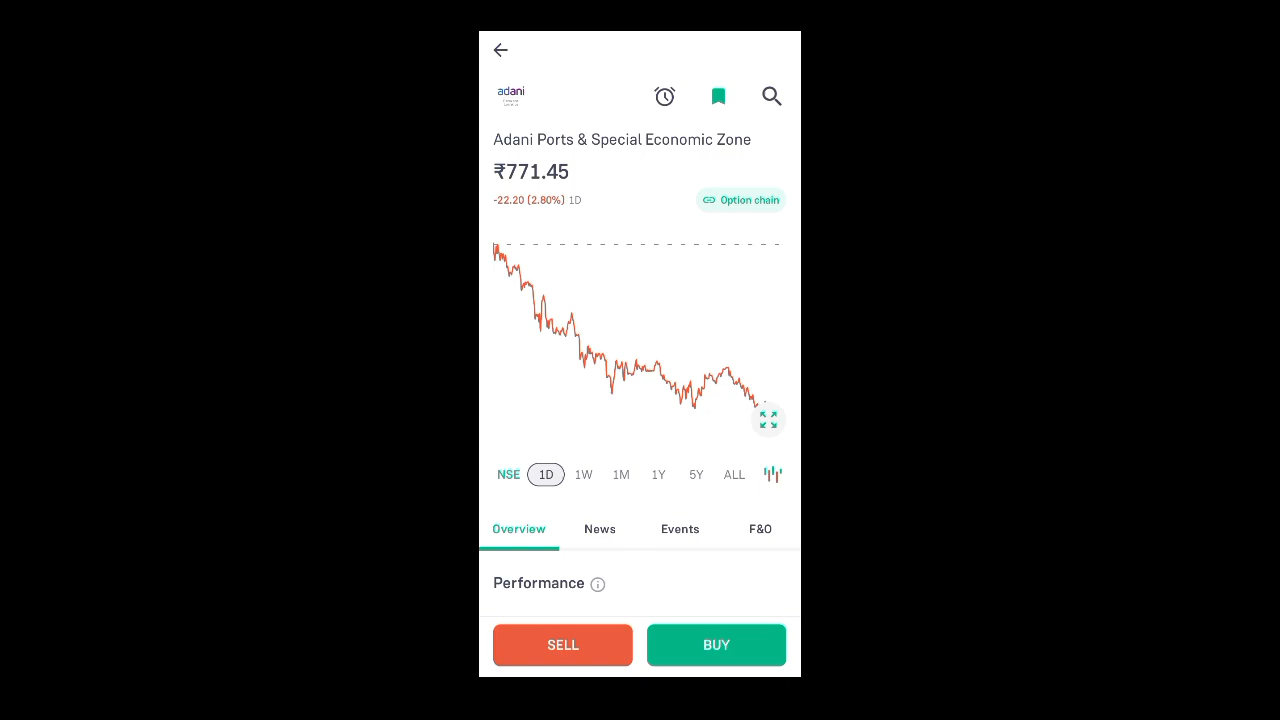 adani
Adani Ports & Special Economic Zone
₹771.45
-22.20 (2.80%) 1D
Option chain
NSE 1D 1W 1M 1Y 5Y ALL
Overview News Events F&O
Performance
SELL BUY